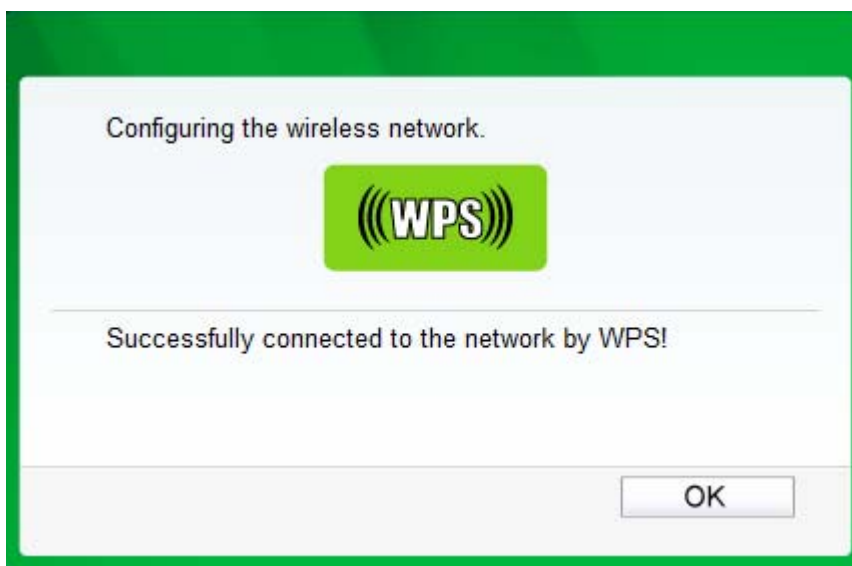 Configuring the wireless network.
(((WPS)))
Successfully connected to the network by WPS!
OK